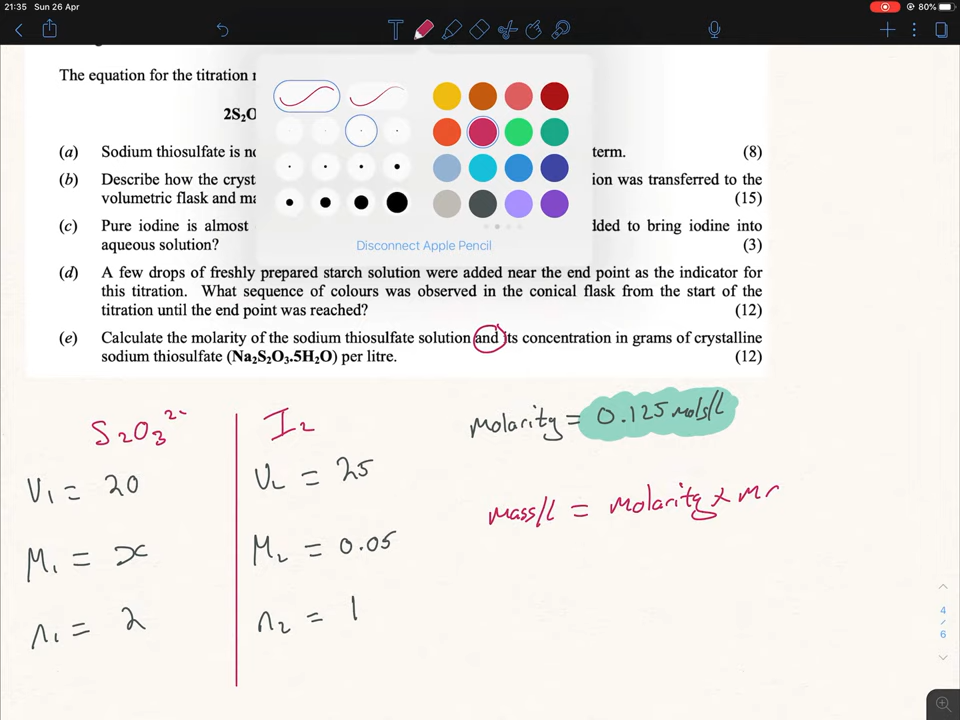 21:35 Sun 26 Apr
80%
The equation for the titration
2S₂O
(a) Sodium thiosulfate is no term. (8)
(b) Describe how the cryst ion was transferred to the
volumetric flask and ma (15)
(c) Pure iodine is almost dded to bring iodine into
aqueous solution? (3)
Disconnect Apple Pencil
(d) A few drops of freshly prepared starch solution were added near the end point as the indicator for
this titration. What sequence of colours was observed in the conical flask from the start of the
titration until the end point was reached? (12)
(e) Calculate the molarity of the sodium thiosulfate solution and its concentration in grams of crystalline
sodium thiosulfate (Na₂S₂O₃.5H₂O) per litre. (12)
S₂O₃²⁻
V₁ = 20
M₁ = x
n₁ = 2
I₂
V₂ = 25
M₂ = 0.05
n₂ = 1
molarity = 0.125 mols/l
mass/l = molarity × Mr
4
/
6